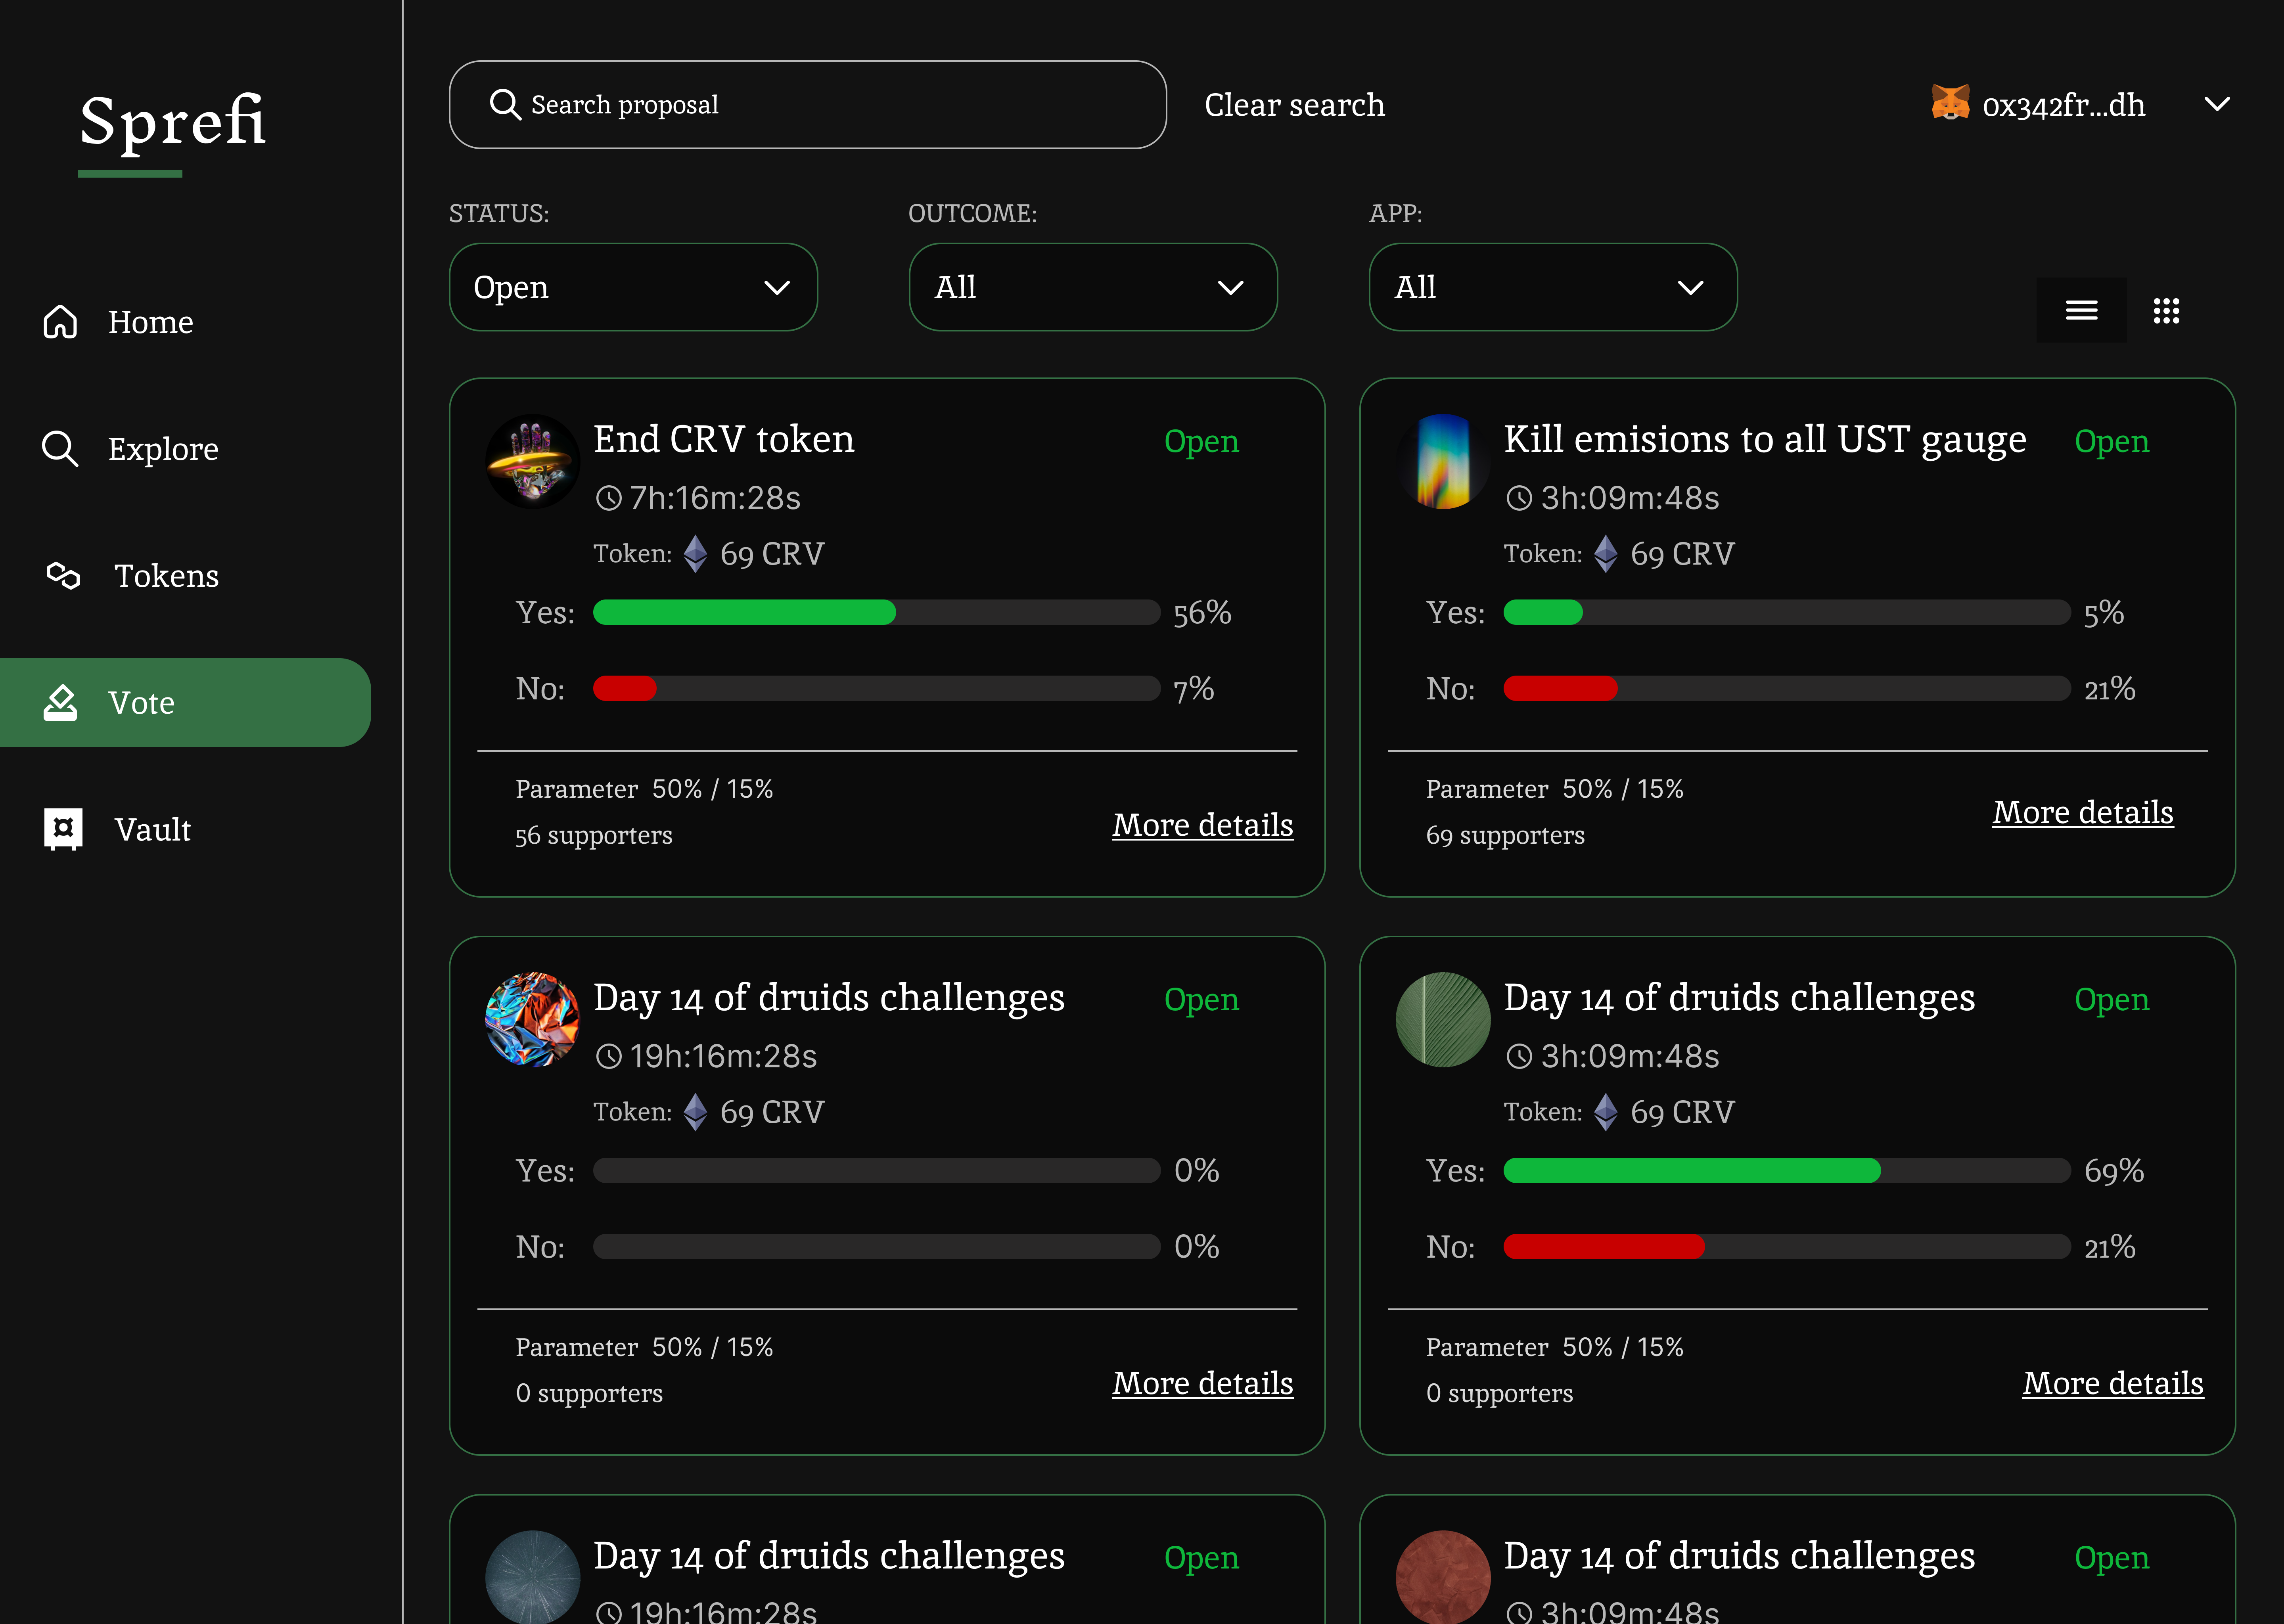 Sprefi
Home
Explore
Tokens
Vote
Vault
Search proposal
Clear search
0x342fr...dh
STATUS:
OUTCOME:
APP:
Open
All
All
End CRV token
Open
7h:16m:28s
Token: 69 CRV
Yes: 56%
No: 7%
Parameter 50% / 15%
56 supporters
More details
Kill emisions to all UST gauge
Open
3h:09m:48s
Token: 69 CRV
Yes: 5%
No: 21%
Parameter 50% / 15%
69 supporters
More details
Day 14 of druids challenges
Open
19h:16m:28s
Token: 69 CRV
Yes: 0%
No: 0%
Parameter 50% / 15%
0 supporters
More details
Day 14 of druids challenges
Open
3h:09m:48s
Token: 69 CRV
Yes: 69%
No: 21%
Parameter 50% / 15%
0 supporters
More details
Day 14 of druids challenges
Open
19h:16m:28s
Day 14 of druids challenges
Open
3h:09m:48s